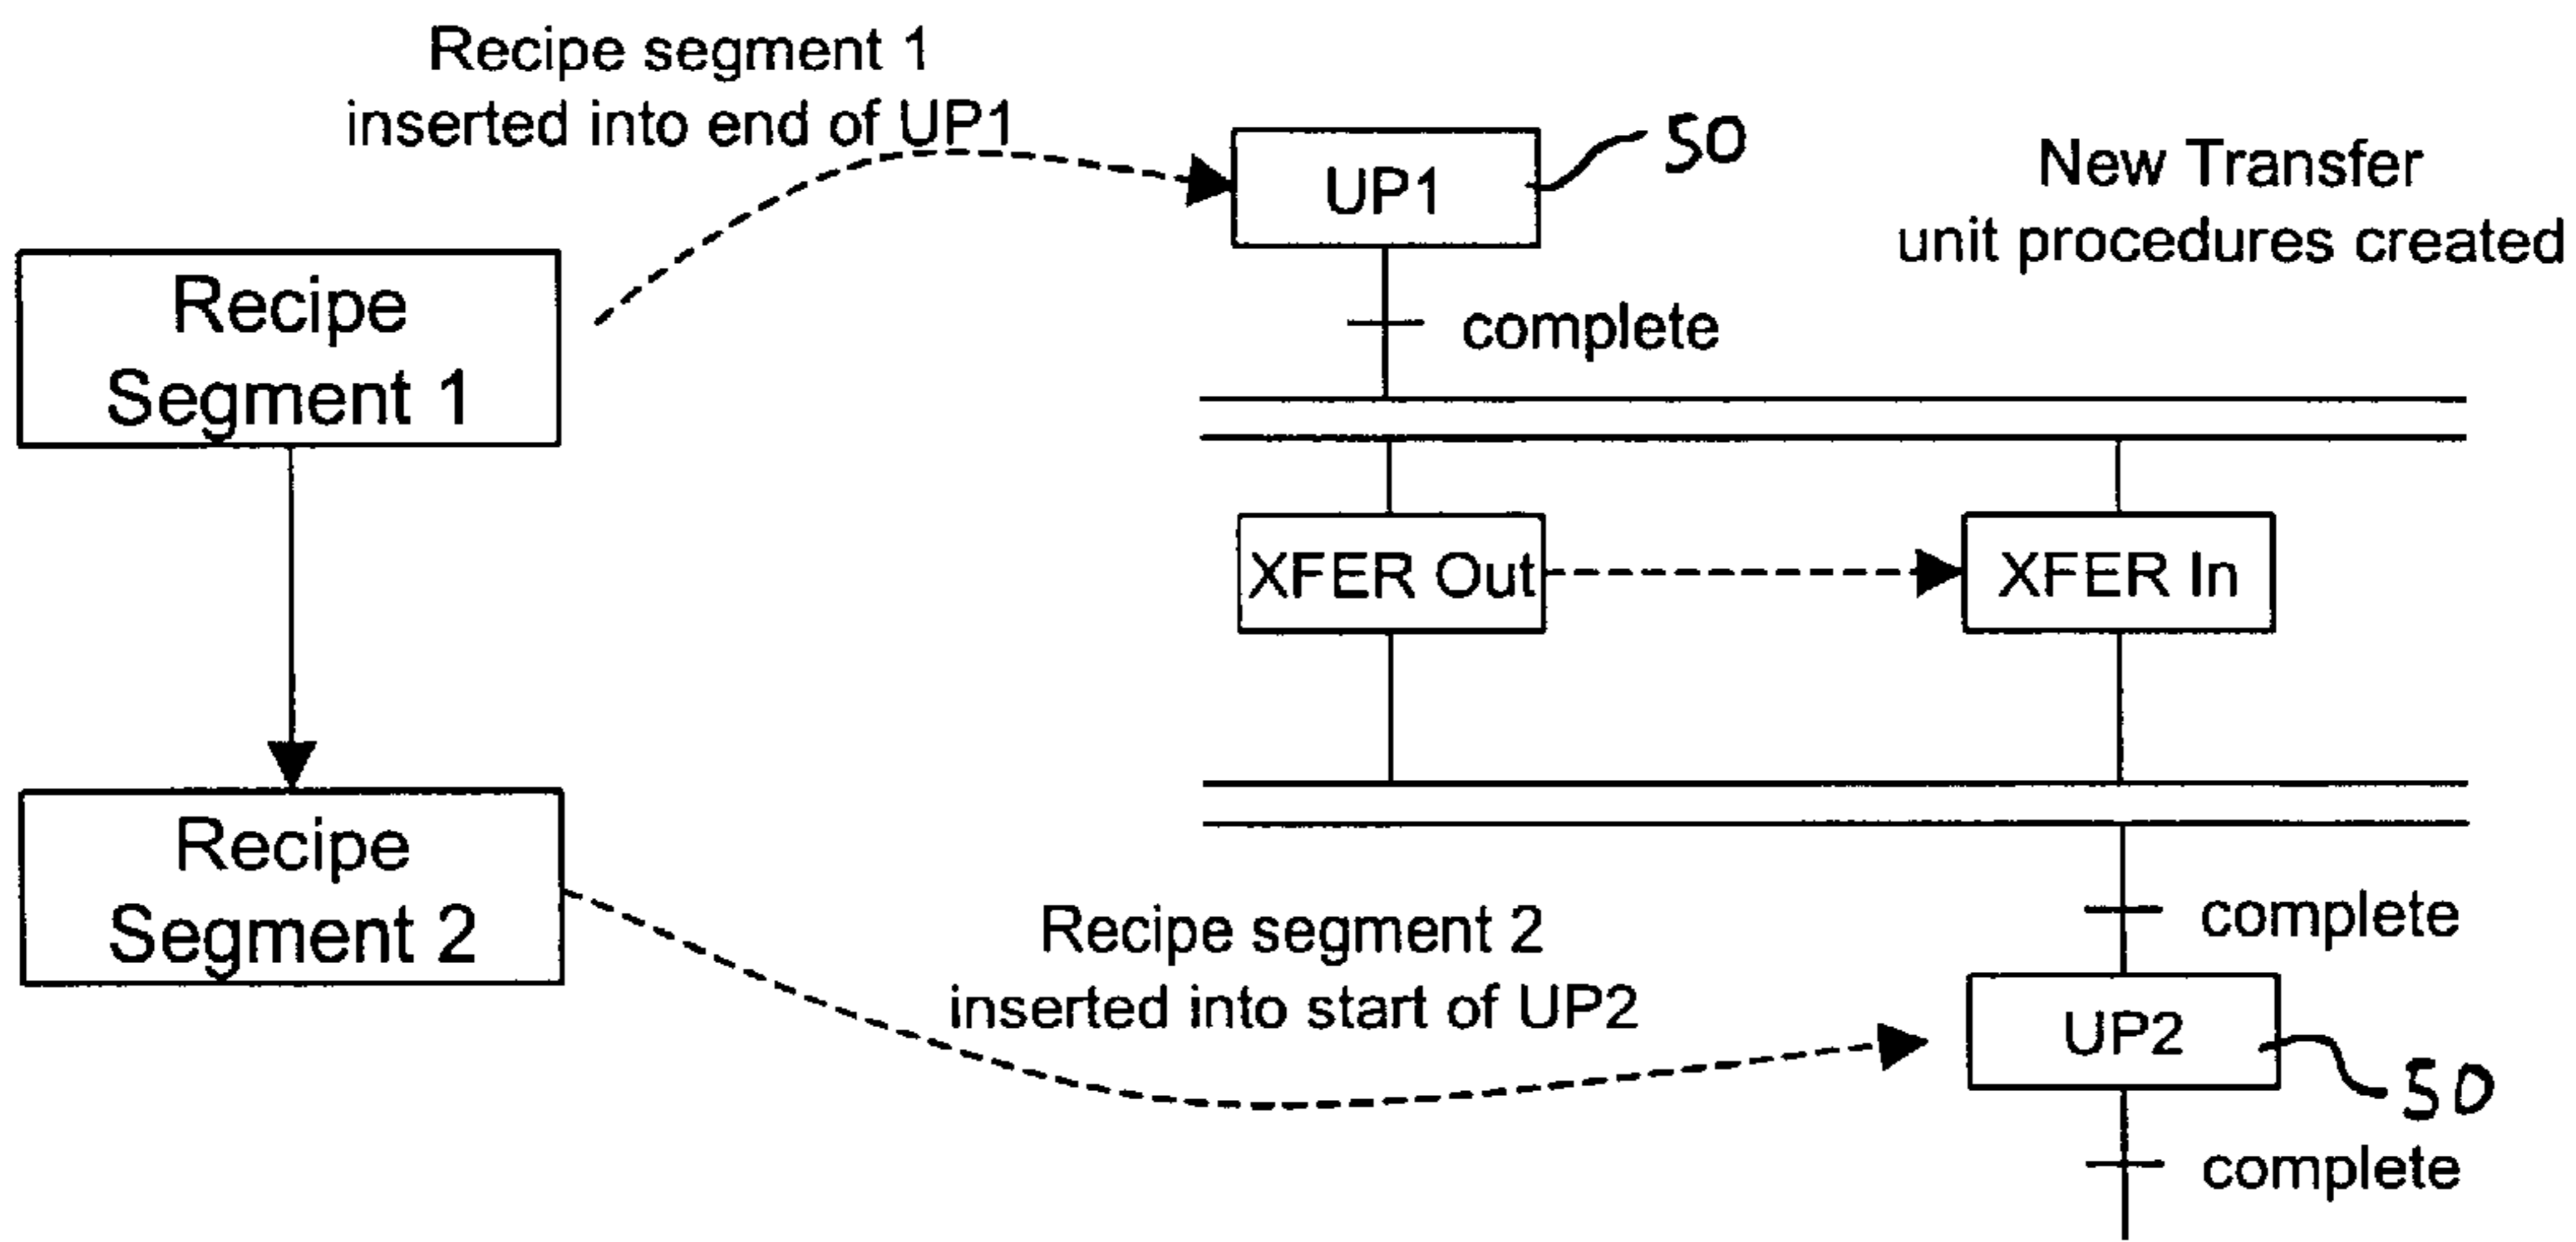 Recipe segment 1
inserted into end of UP1
UP1
50
New Transfer
unit procedures created
Recipe
Segment 1
complete
XFER Out
XFER In
Recipe
Segment 2
complete
Recipe segment 2
inserted into start of UP2
UP2
50
complete